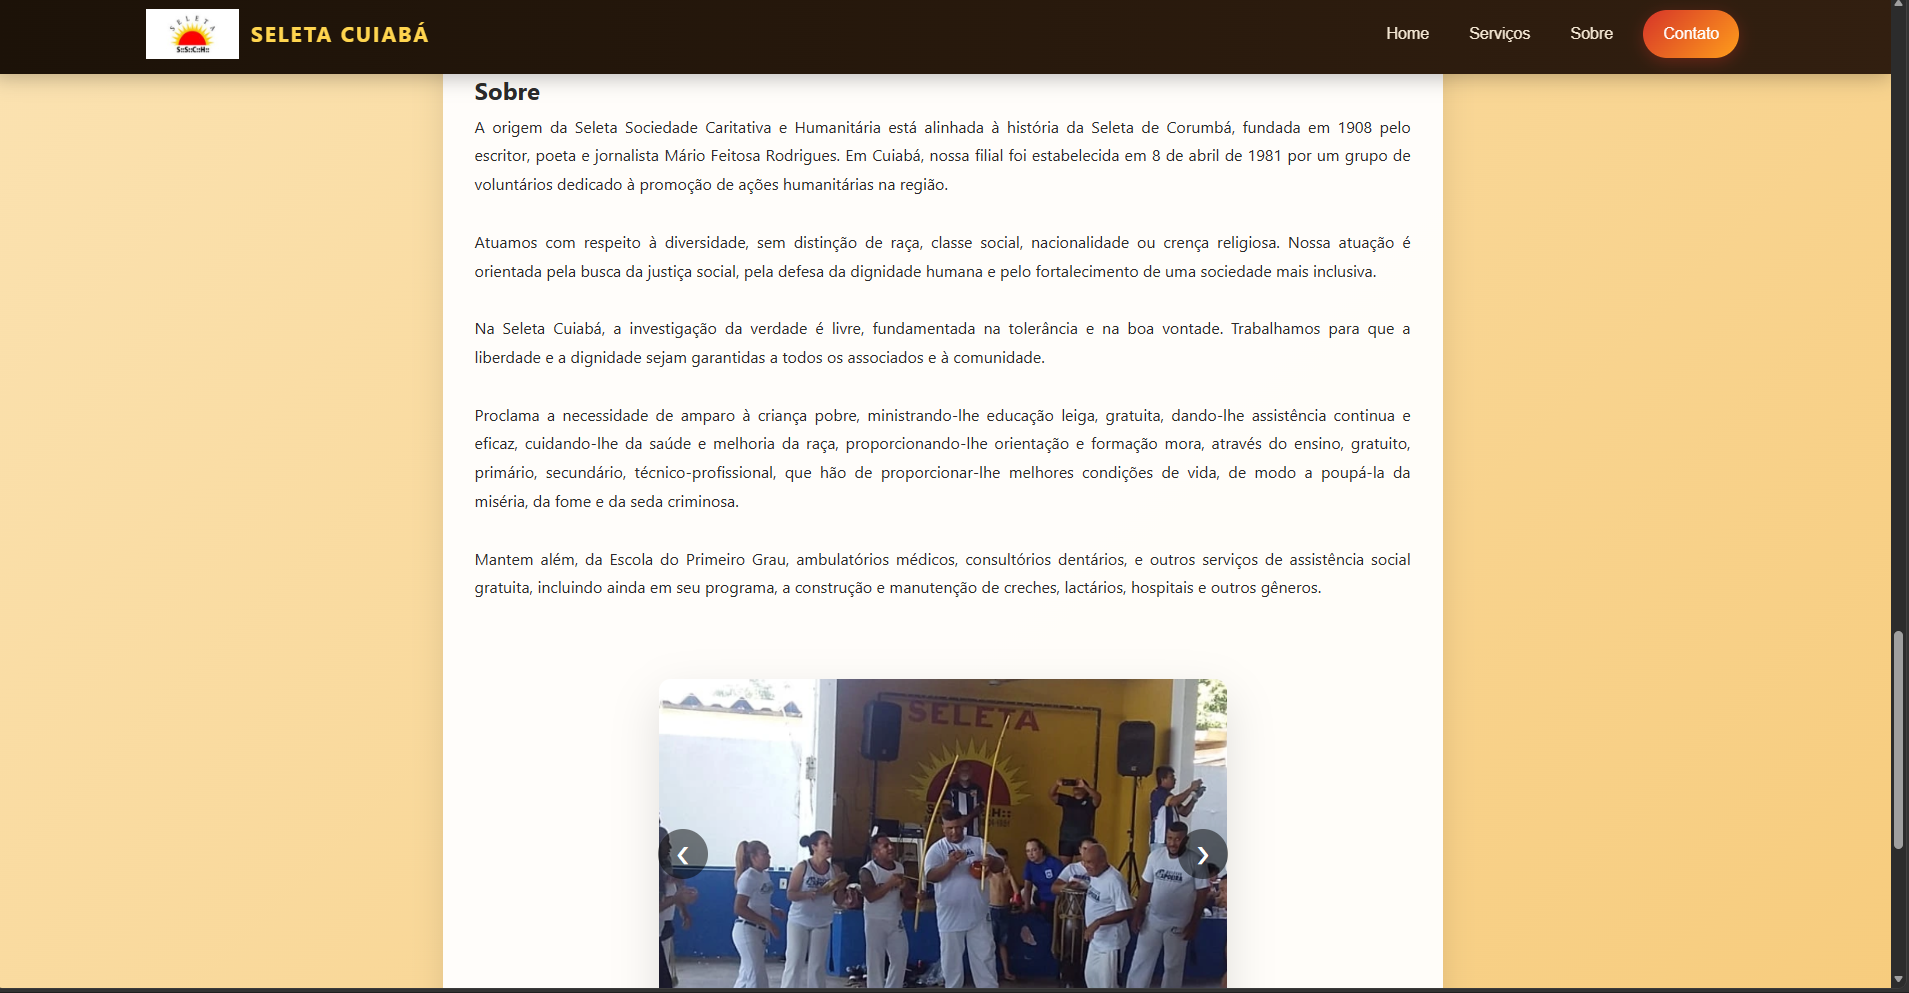 SELETA
S::S::C::H::
SELETA CUIABÁ
Home
Serviços
Sobre
Contato
Sobre
A origem da Seleta Sociedade Caritativa e Humanitária está alinhada à história da Seleta de Corumbá, fundada em 1908 pelo
escritor, poeta e jornalista Mário Feitosa Rodrigues. Em Cuiabá, nossa filial foi estabelecida em 8 de abril de 1981 por um grupo de
voluntários dedicado à promoção de ações humanitárias na região.
Atuamos com respeito à diversidade, sem distinção de raça, classe social, nacionalidade ou crença religiosa. Nossa atuação é
orientada pela busca da justiça social, pela defesa da dignidade humana e pelo fortalecimento de uma sociedade mais inclusiva.
Na Seleta Cuiabá, a investigação da verdade é livre, fundamentada na tolerância e na boa vontade. Trabalhamos para que a
liberdade e a dignidade sejam garantidas a todos os associados e à comunidade.
Proclama a necessidade de amparo à criança pobre, ministrando-lhe educação leiga, gratuita, dando-lhe assistência continua e
eficaz, cuidando-lhe da saúde e melhoria da raça, proporcionando-lhe orientação e formação mora, através do ensino, gratuito,
primário, secundário, técnico-profissional, que hão de proporcionar-lhe melhores condições de vida, de modo a poupá-la da
miséria, da fome e da seda criminosa.
Mantem além, da Escola do Primeiro Grau, ambulatórios médicos, consultórios dentários, e outros serviços de assistência social
gratuita, incluindo ainda em seu programa, a construção e manutenção de creches, lactários, hospitais e outros gêneros.
SELETA